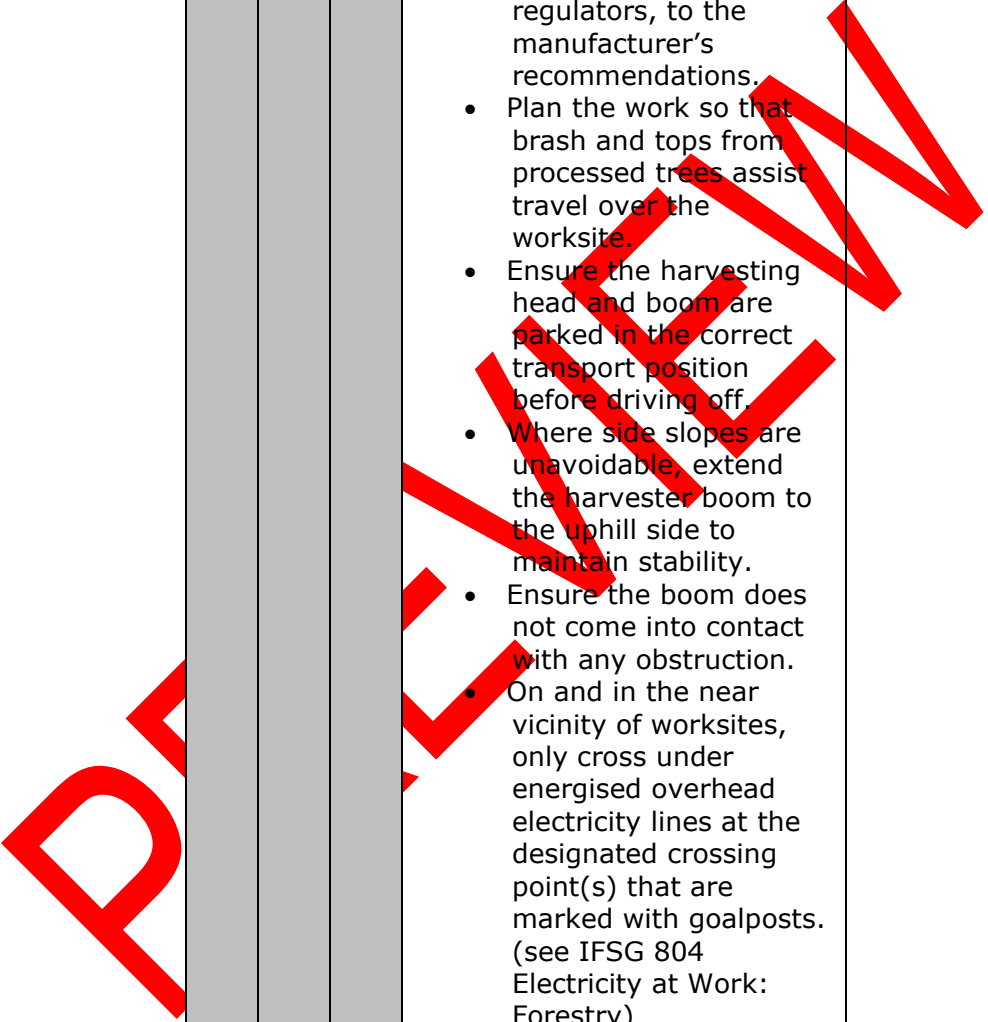 regulators, to the
manufacturer's
recommendations.
• Plan the work so that
brash and tops from
processed trees assist
travel over the
worksite.
• Ensure the harvesting
head and boom are
parked in the correct
transport position
before driving off.
• Where side slopes are
unavoidable, extend
the harvester boom to
the uphill side to
maintain stability.
• Ensure the boom does
not come into contact
with any obstruction.
• On and in the near
vicinity of worksites,
only cross under
energised overhead
electricity lines at the
designated crossing
point(s) that are
marked with goalposts.
(see IFSG 804
Electricity at Work:
Forestry)
PREVIEW